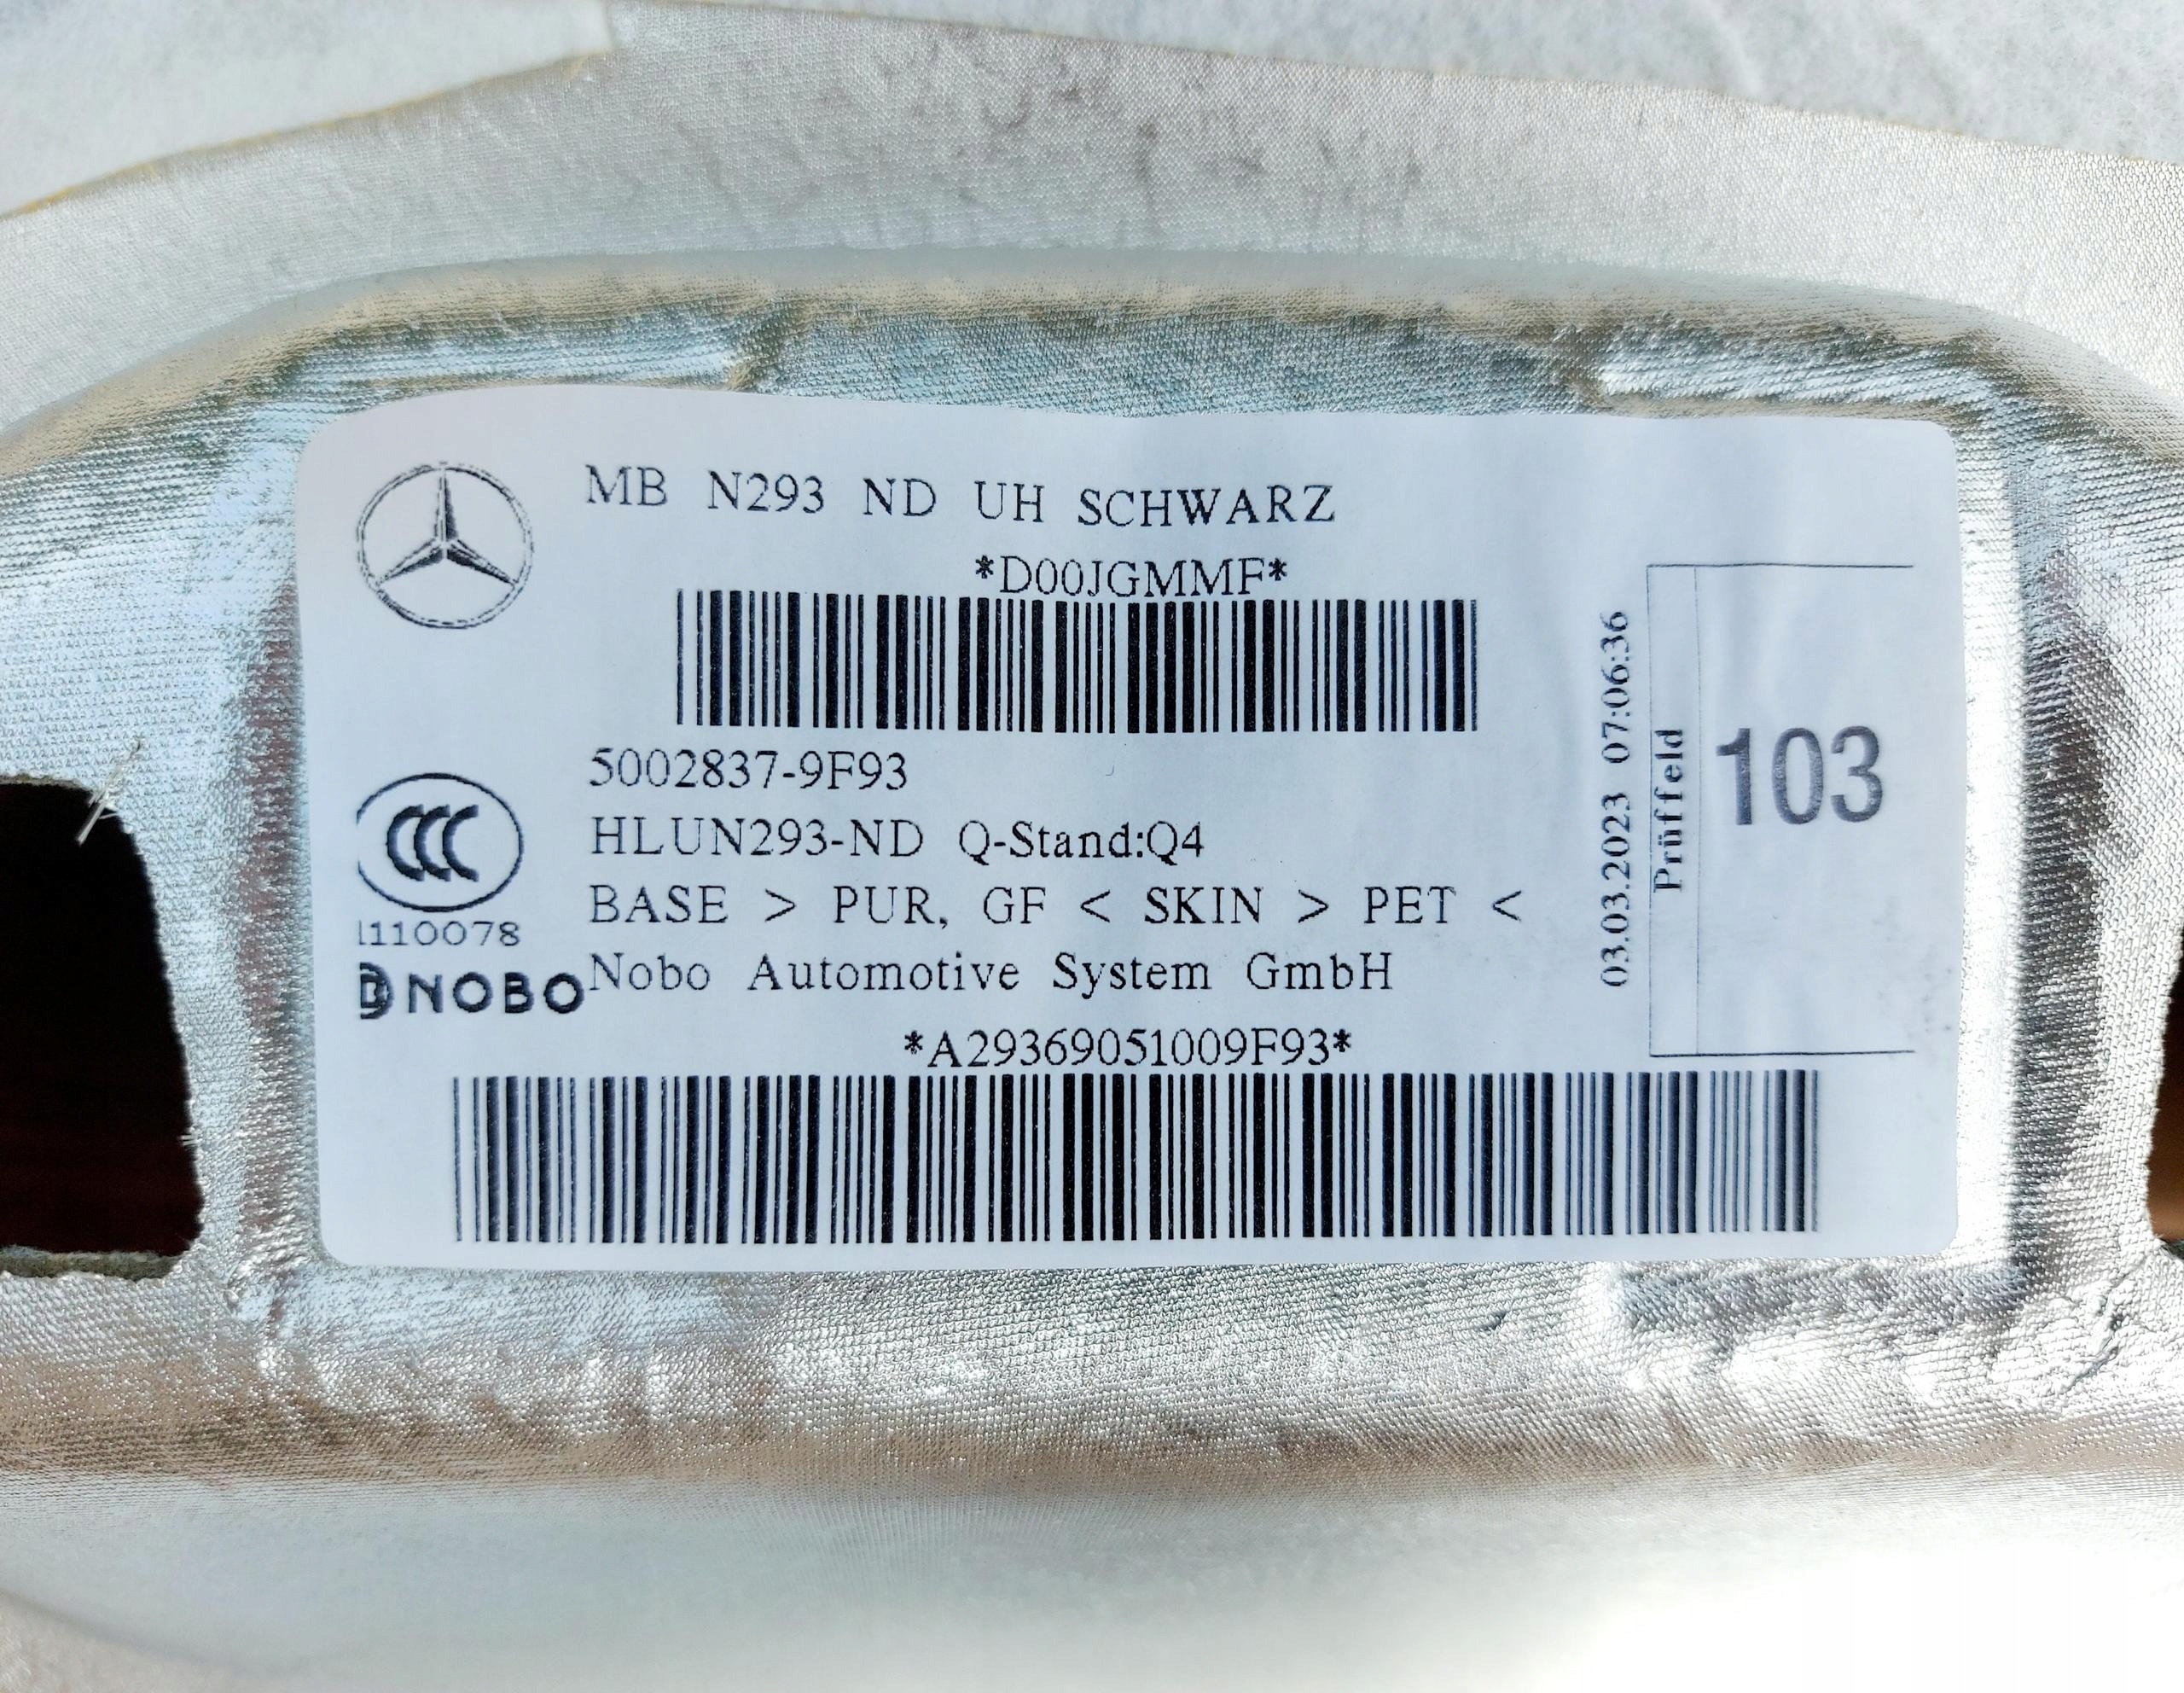 MB N293 ND UH SCHWARZ
*D00JGMMF*
5002837-9F93
HLUN293-ND Q-Stand:Q4
BASE > PUR, GF < SKIN > PET <
Nobo Automotive System GmbH
*A29369051009F93*
CCC
1110078
NOBO
03.03.2023 07:06:36
Prüffeld
103